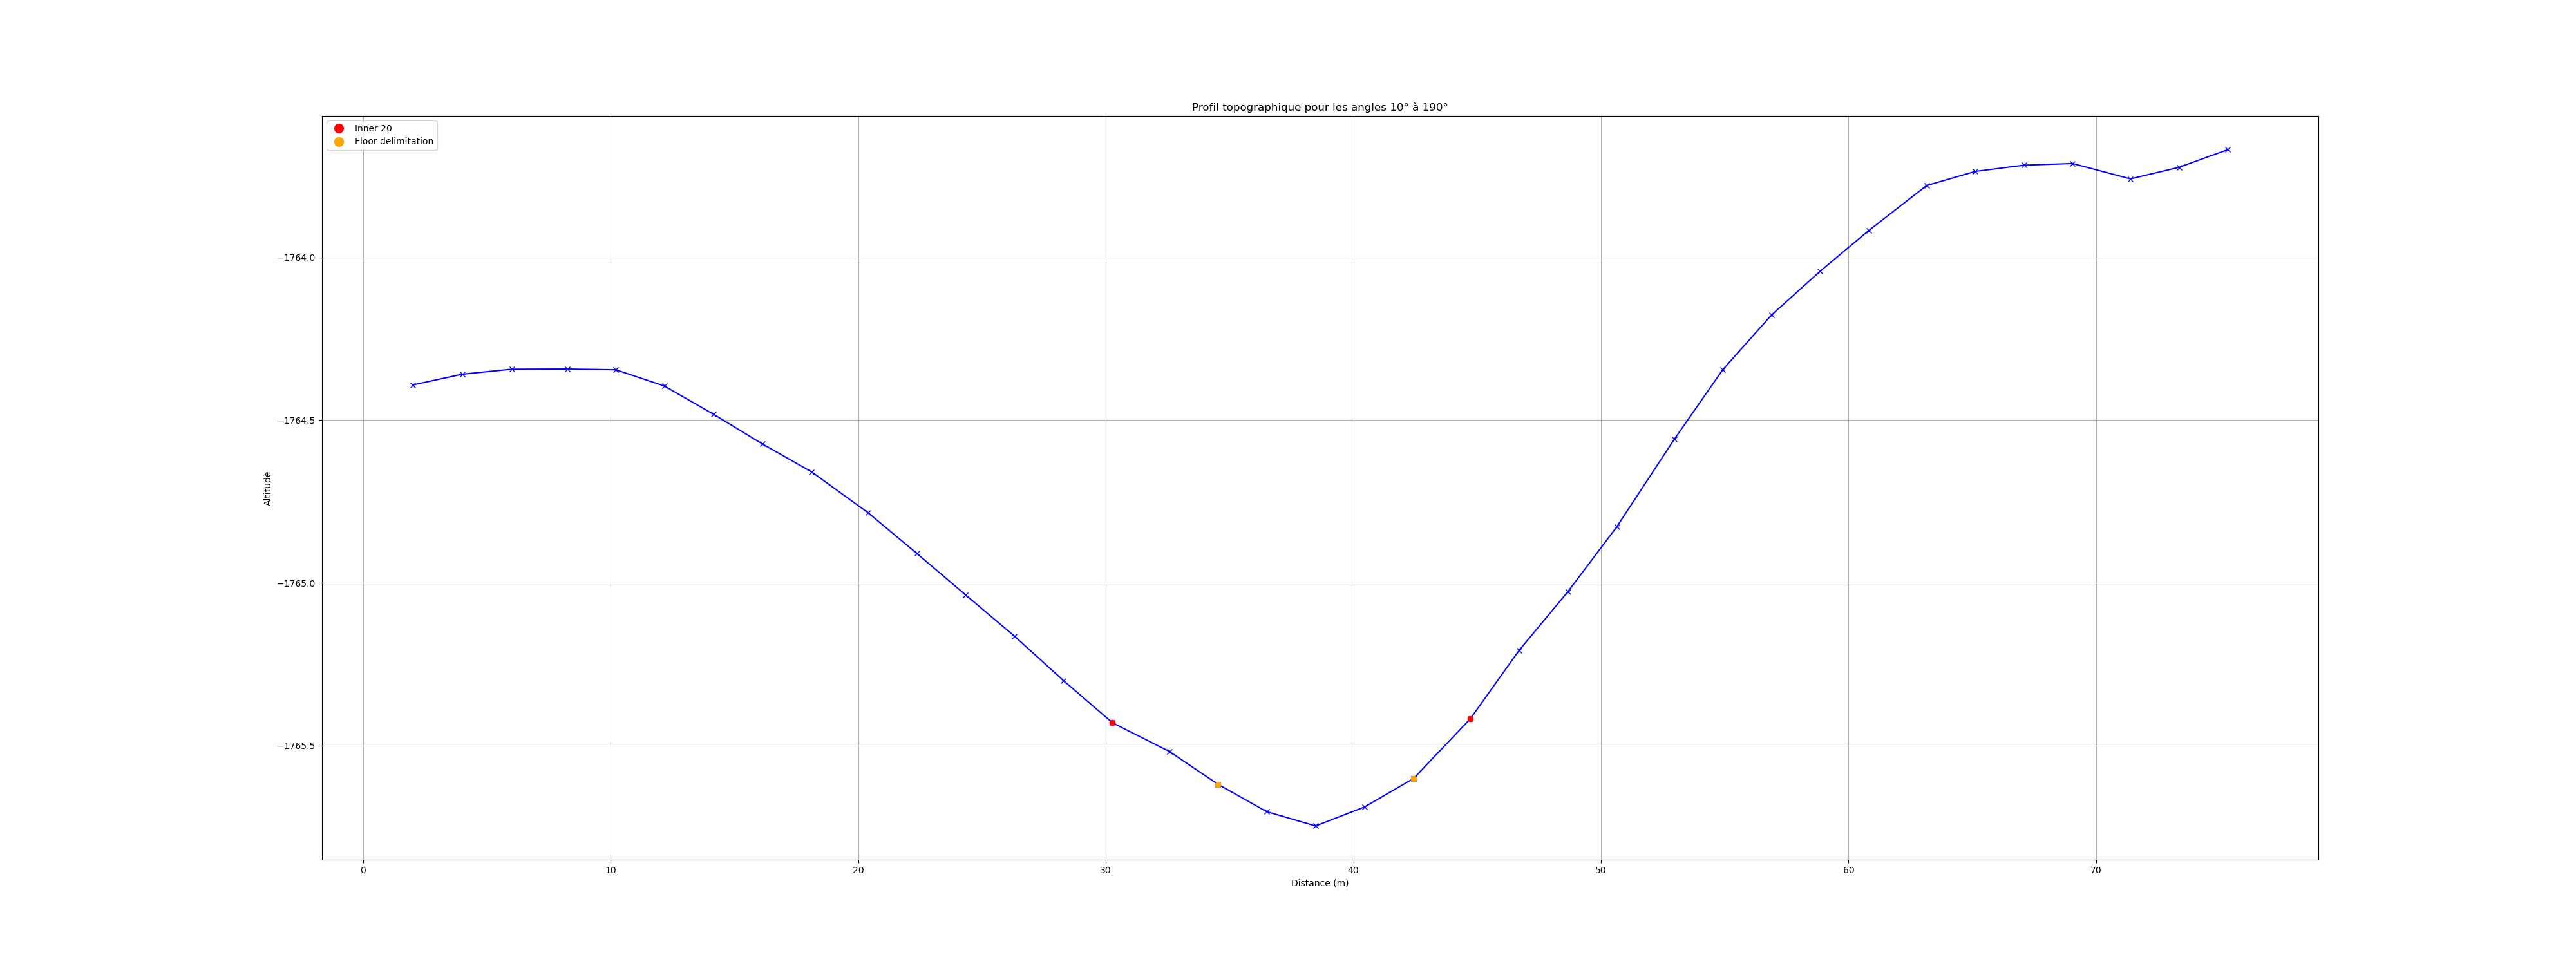 Profil topographique pour les angles 10° à 190°
Inner 20
Floor delimitation
−1764.0
−1764.5
−1765.0
−1765.5
Altitude
0 10 20 30 40 50 60 70
Distance (m)